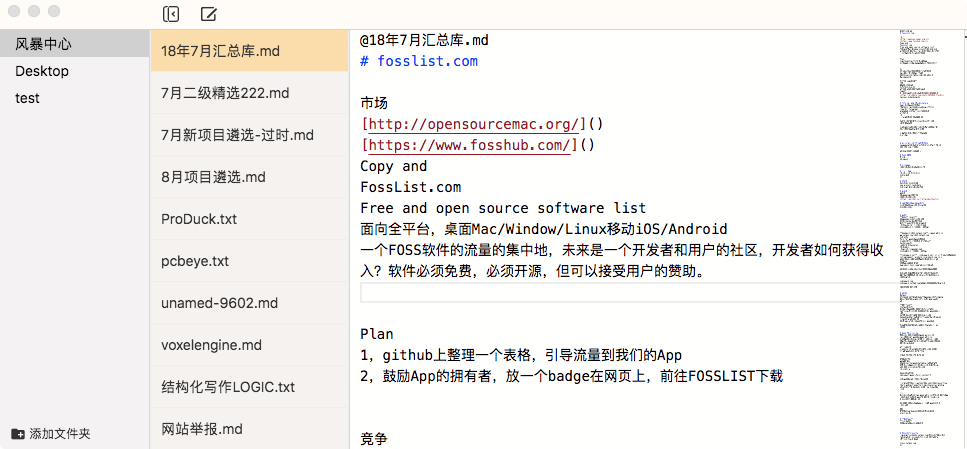 风暴中心
Desktop
test
添加文件夹
18年7月汇总库.md
7月二级精选222.md
7月新项目遴选-过时.md
8月项目遴选.md
ProDuck.txt
pcbeye.txt
unamed-9602.md
voxelengine.md
结构化写作LOGIC.txt
网站举报.md
@18年7月汇总库.md
# fosslist.com
市场
[http://opensourcemac.org/]()
[https://www.fosshub.com/]()
Copy and
FossList.com
Free and open source software list
面向全平台，桌面Mac/Window/Linux移动iOS/Android
一个FOSS软件的流量的集中地，未来是一个开发者和用户的社区，开发者如何获得收
入？软件必须免费，必须开源，但可以接受用户的赞助。
Plan
1，github上整理一个表格，引导流量到我们的App
2，鼓励App的拥有者，放一个badge在网页上，前往FOSSLIST下载
竞争